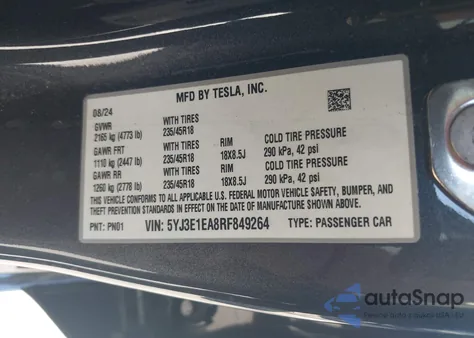 MFD BY TESLA, INC.
08/24
GVWR WITH TIRES
2165 kg (4773 lb) 235/45R18
GAWR FRT WITH TIRES RIM COLD TIRE PRESSURE
1110 kg (2447 lb) 235/45R18 18X8.5J 290 kPa, 42 psi
GAWR RR WITH TIRES RIM COLD TIRE PRESSURE
1260 kg (2778 lb) 235/45R18 18X8.5J 290 kPa, 42 psi
THIS VEHICLE CONFORMS TO ALL APPLICABLE U.S. FEDERAL MOTOR VEHICLE SAFETY, BUMPER, AND
THEFT PREVENTION STANDARDS IN EFFECT ON THE DATE OF MANUFACTURE SHOWN ABOVE.
PNT: PN01 VIN: 5YJ3E1EA8RF849264 TYPE: PASSENGER CAR
autoSnap